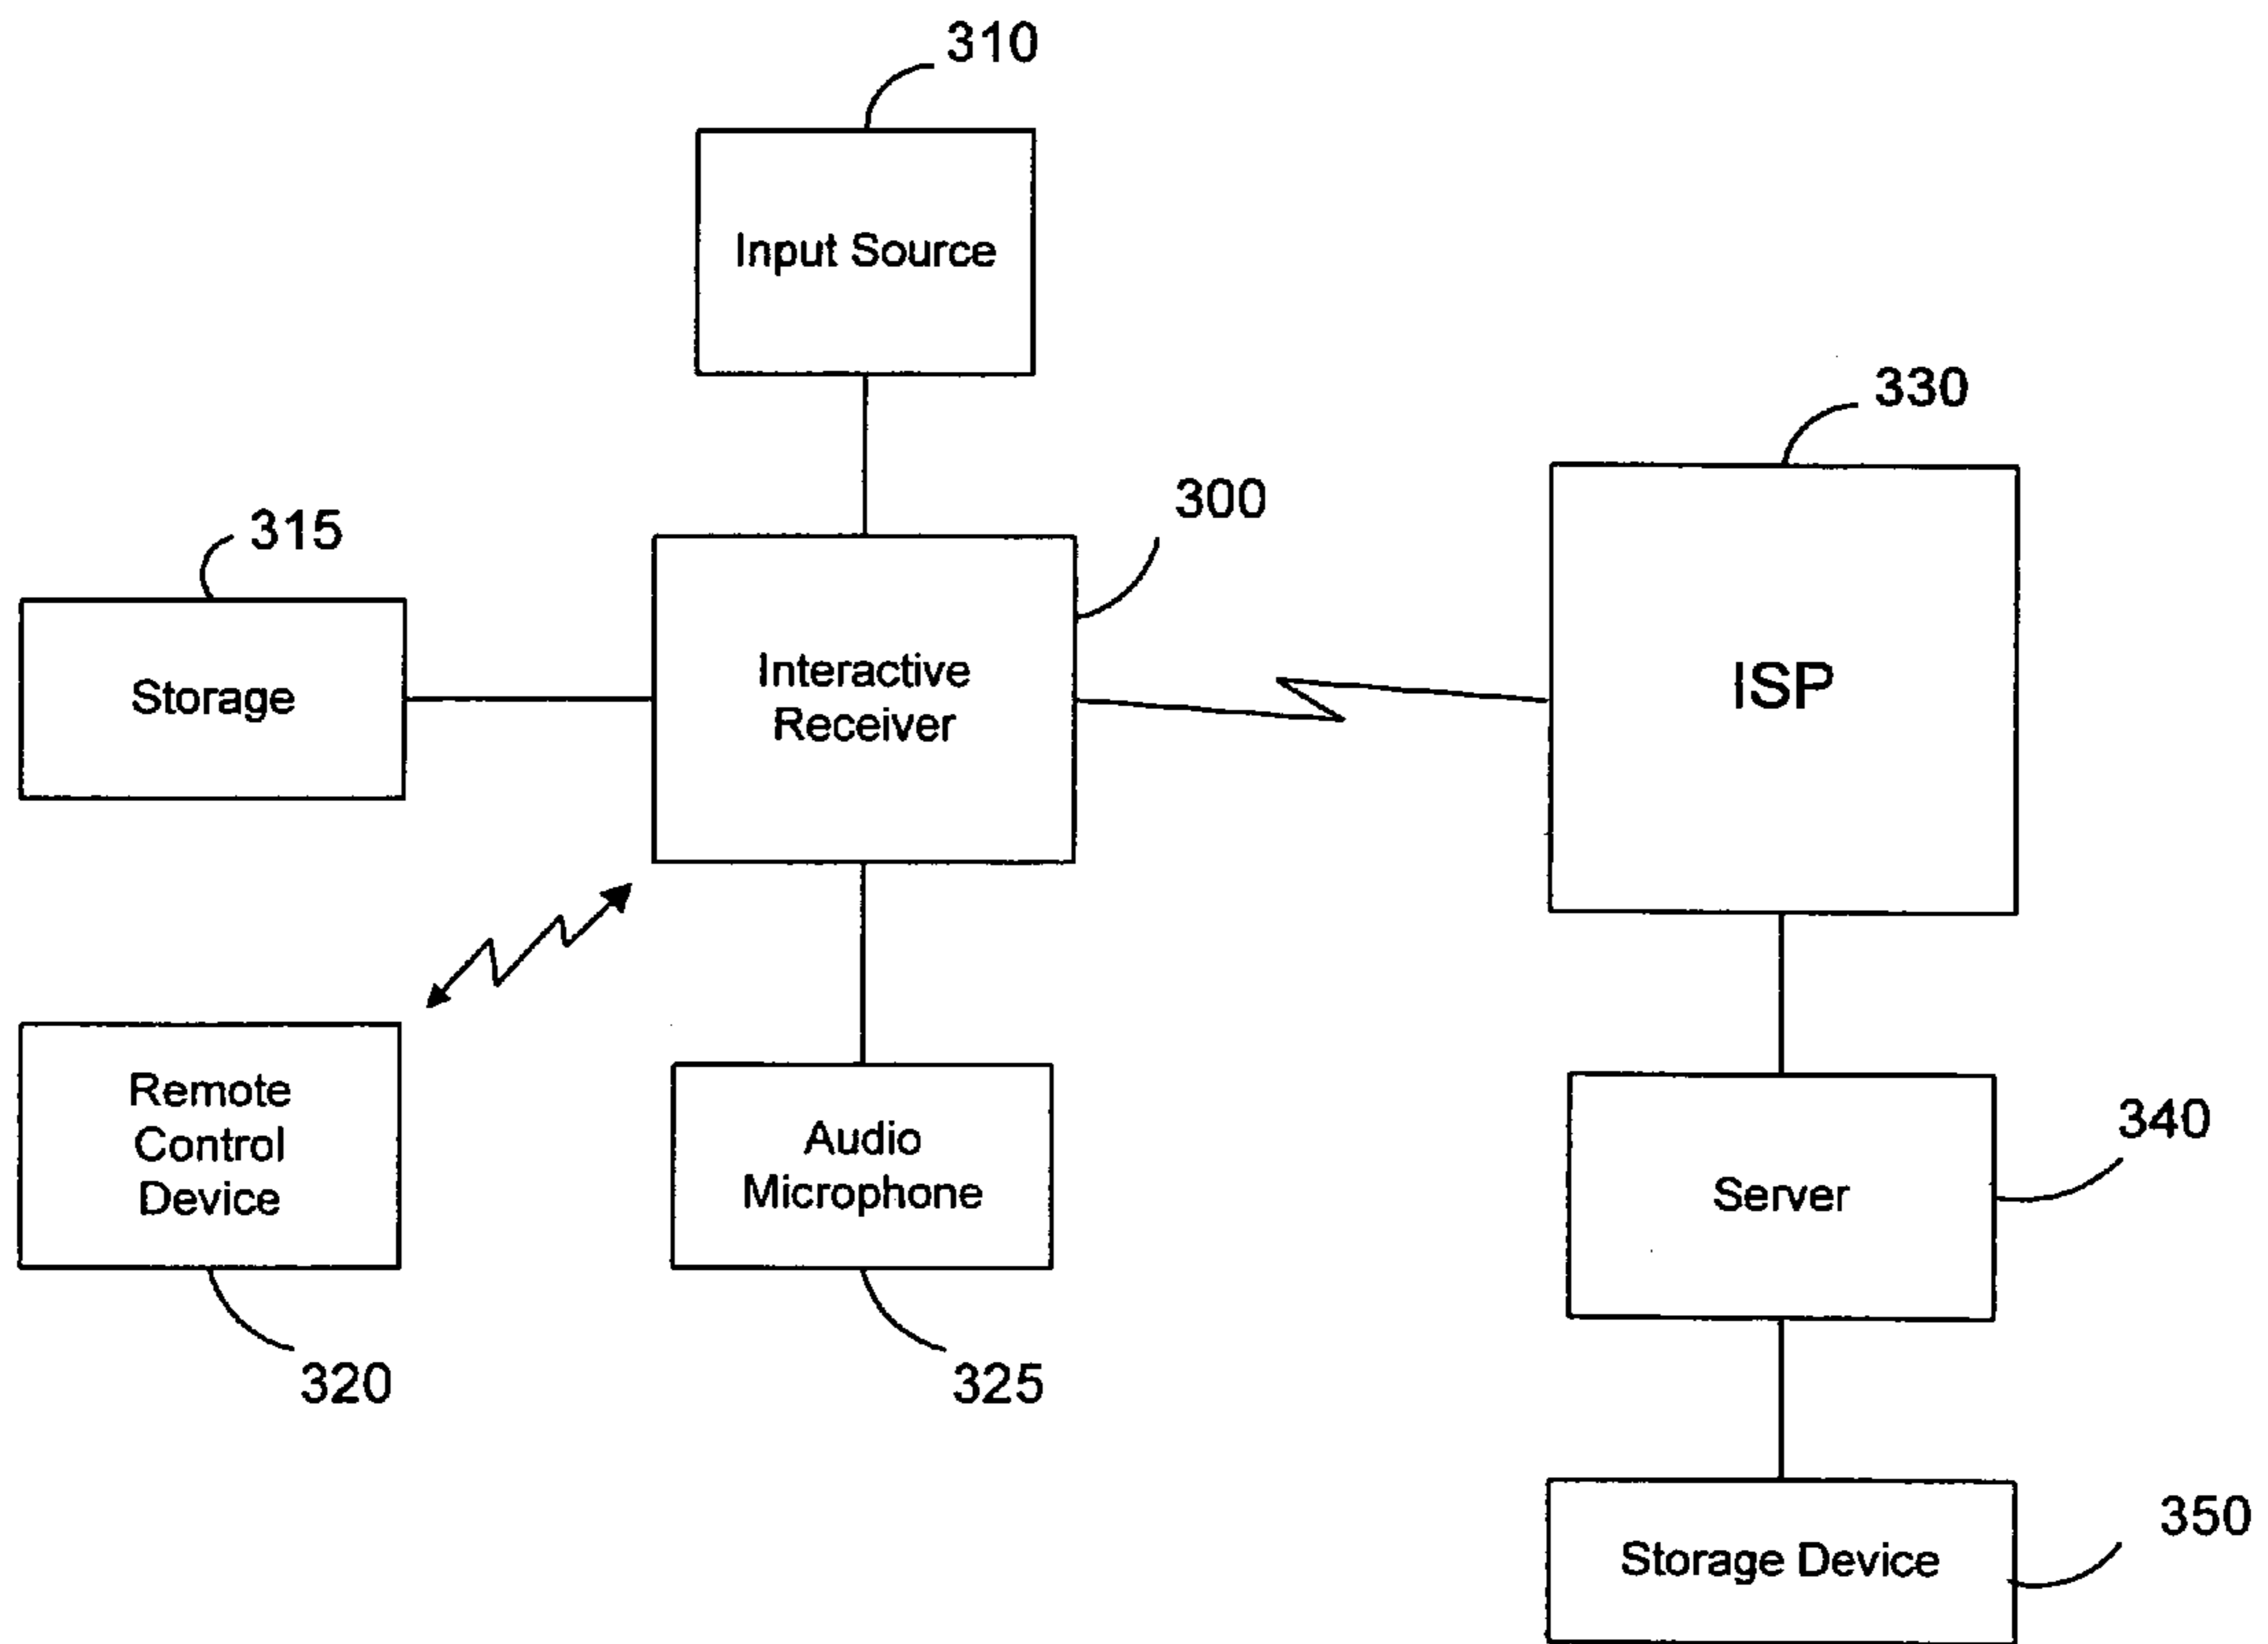 310
Input Source
330
300
315
Interactive
Receiver
ISP
Storage
Remote
Control
Device
Audio
Microphone
340
Server
320
325
350
Storage Device